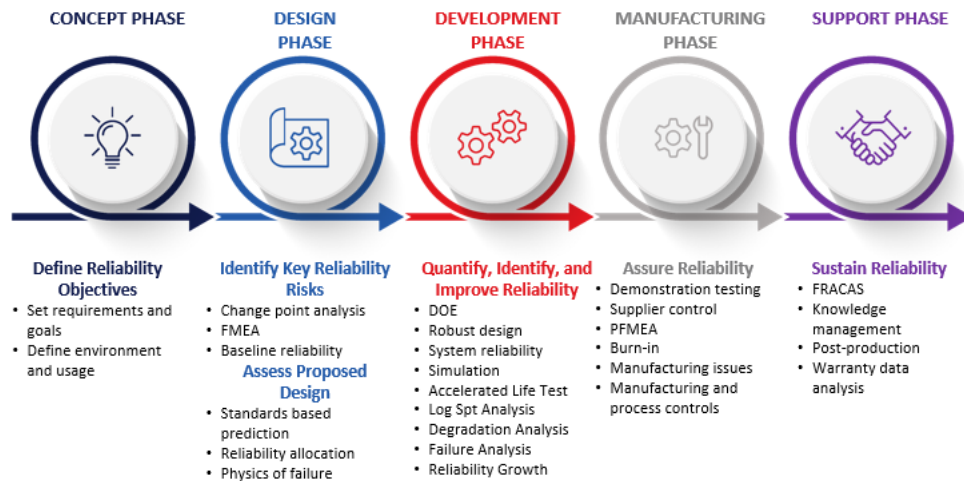 CONCEPT PHASE
DESIGN
PHASE
DEVELOPMENT
PHASE
MANUFACTURING
PHASE
SUPPORT PHASE
Define Reliability
Objectives
• Set requirements and
goals
• Define environment
and usage
Identify Key Reliability
Risks
• Change point analysis
• FMEA
• Baseline reliability
Assess Proposed
Design
• Standards based
prediction
• Reliability allocation
• Physics of failure
Quantify, Identify, and
Improve Reliability
• DOE
• Robust design
• System reliability
• Simulation
• Accelerated Life Test
• Log Spt Analysis
• Degradation Analysis
• Failure Analysis
• Reliability Growth
Assure Reliability
• Demonstration testing
• Supplier control
• PFMEA
• Burn-in
• Manufacturing issues
• Manufacturing and
process controls
Sustain Reliability
• FRACAS
• Knowledge
management
• Post-production
• Warranty data
analysis